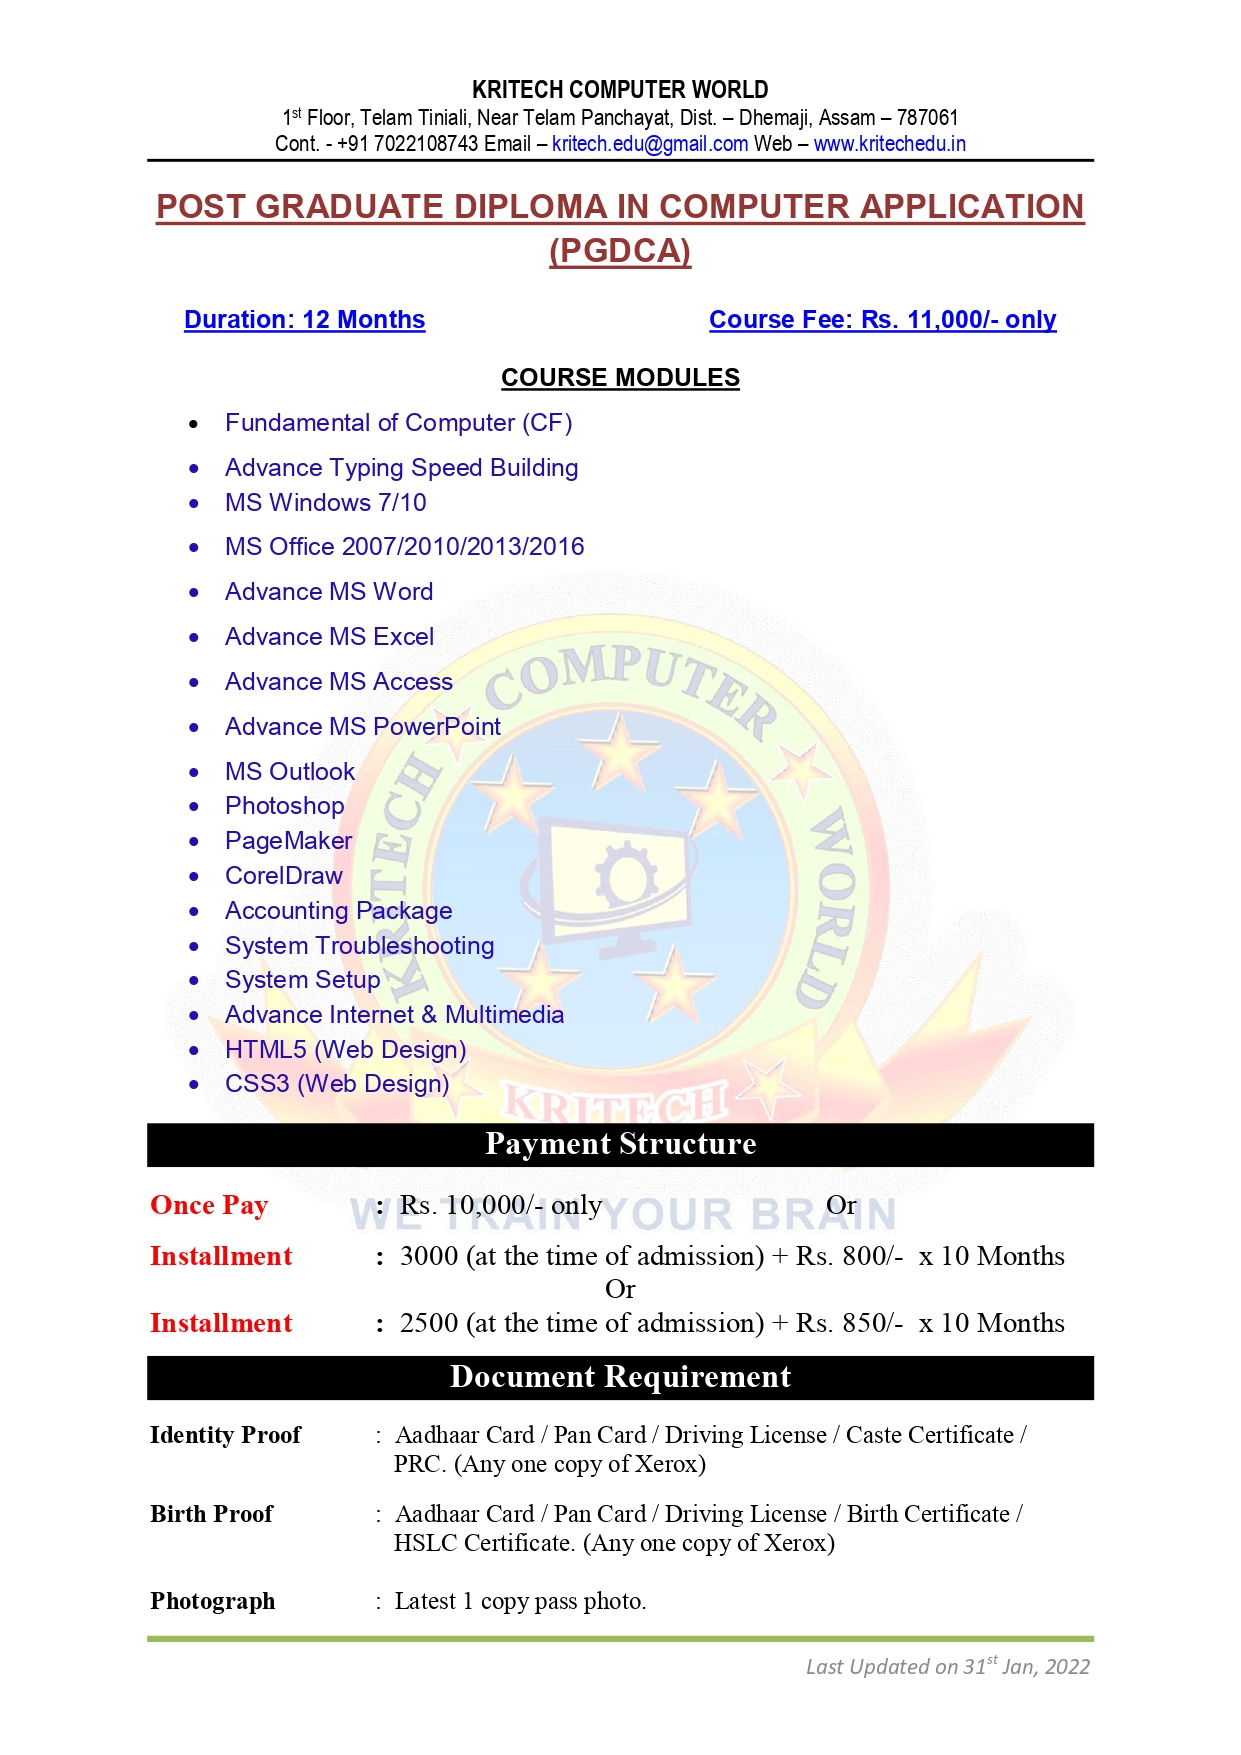 KRITECH COMPUTER WORLD
1st Floor, Telam Tiniali, Near Telam Panchayat, Dist. – Dhemaji, Assam – 787061
Cont. - +91 7022108743 Email – kritech.edu@gmail.com Web – www.kritechedu.in
POST GRADUATE DIPLOMA IN COMPUTER APPLICATION
(PGDCA)
Duration: 12 Months Course Fee: Rs. 11,000/- only
COURSE MODULES
• Fundamental of Computer (CF)
• Advance Typing Speed Building
• MS Windows 7/10
• MS Office 2007/2010/2013/2016
• Advance MS Word
• Advance MS Excel
• Advance MS Access
• Advance MS PowerPoint
• MS Outlook
• Photoshop
• PageMaker
• CorelDraw
• Accounting Package
• System Troubleshooting
• System Setup
• Advance Internet & Multimedia
• HTML5 (Web Design)
• CSS3 (Web Design)
KRITECH COMPUTER WORLD
KRITECH
Payment Structure
WE TRAIN YOUR BRAIN
Once Pay : Rs. 10,000/- only Or
Installment : 3000 (at the time of admission) + Rs. 800/- x 10 Months
Or
Installment : 2500 (at the time of admission) + Rs. 850/- x 10 Months
Document Requirement
Identity Proof : Aadhaar Card / Pan Card / Driving License / Caste Certificate /
PRC. (Any one copy of Xerox)
Birth Proof : Aadhaar Card / Pan Card / Driving License / Birth Certificate /
HSLC Certificate. (Any one copy of Xerox)
Photograph : Latest 1 copy pass photo.
Last Updated on 31st Jan, 2022